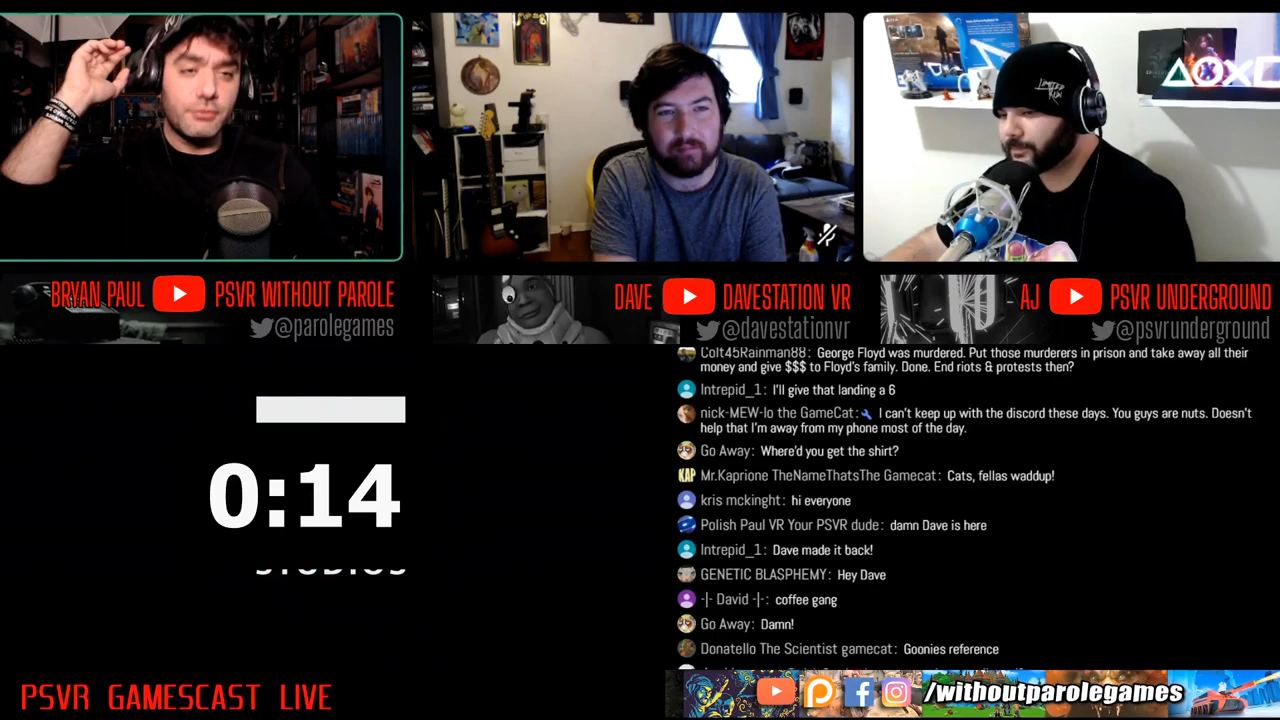 LIMITED
RUN
BRYAN PAUL PSVR WITHOUT PAROLE
@parolegames
DAVE DAVESTATION VR
@davestationvr
AJ PSVR UNDERGROUND
@psvrunderground
Colt45Rainman88: George Floyd was murdered. Put those murderers in prison and take away all their
money and give $$$ to Floyd's family. Done. End riots & protests then?
Intrepid_1: I'll give that landing a 6
nick-MEW-lo the GameCat: I can't keep up with the discord these days. You guys are nuts. Doesn't
help that I'm away from my phone most of the day.
Go Away: Where'd you get the shirt?
KAP Mr.Kaprione TheNameThatsThe Gamecat: Cats, fellas waddup!
kris mckinght: hi everyone
Polish Paul VR Your PSVR dude: damn Dave is here
Intrepid_1: Dave made it back!
GENETIC BLASPHEMY: Hey Dave
-|- David -|-: coffee gang
Go Away: Damn!
Donatello The Scientist gamecat: Goonies reference
0:14
STUDIOS
PSVR GAMESCAST LIVE
/withoutparolegames